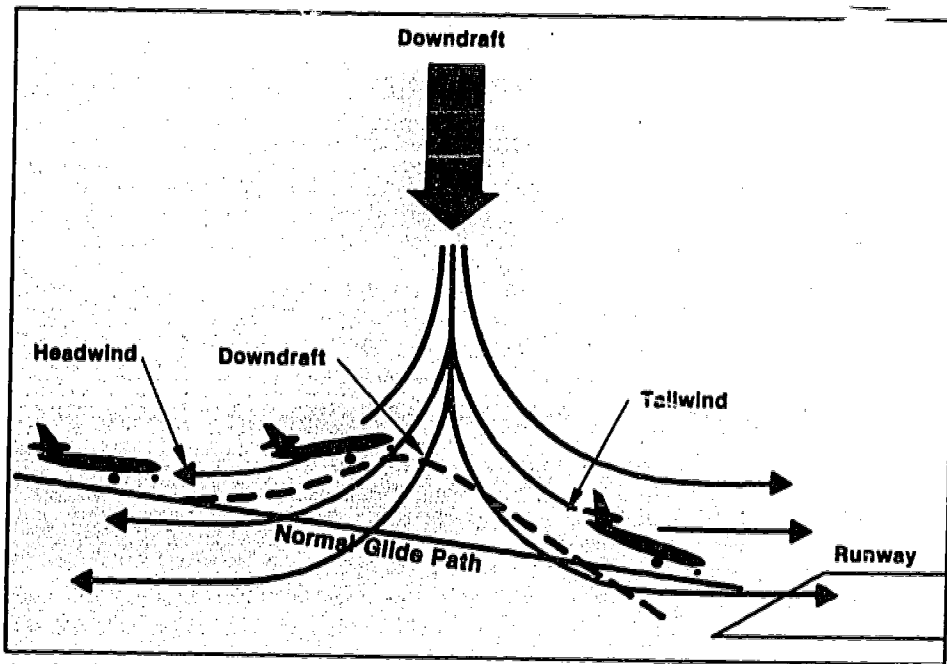 Downdraft
Headwind
Downdraft
Tailwind
Normal Glide Path
Runway